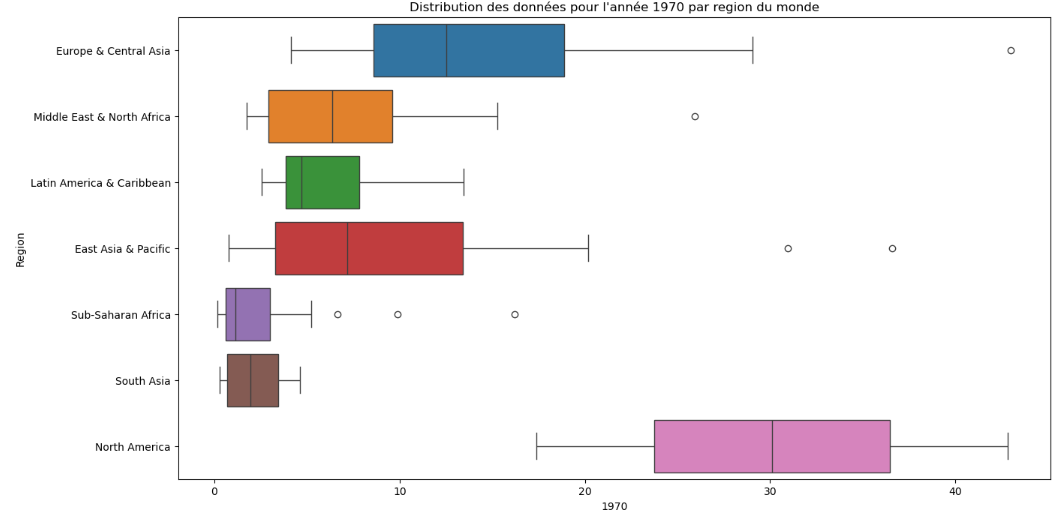 Distribution des données pour l'année 1970 par region du monde
Europe & Central Asia
Middle East & North Africa
Latin America & Caribbean
East Asia & Pacific
Sub-Saharan Africa
South Asia
North America
Region
0 10 20 30 40
1970